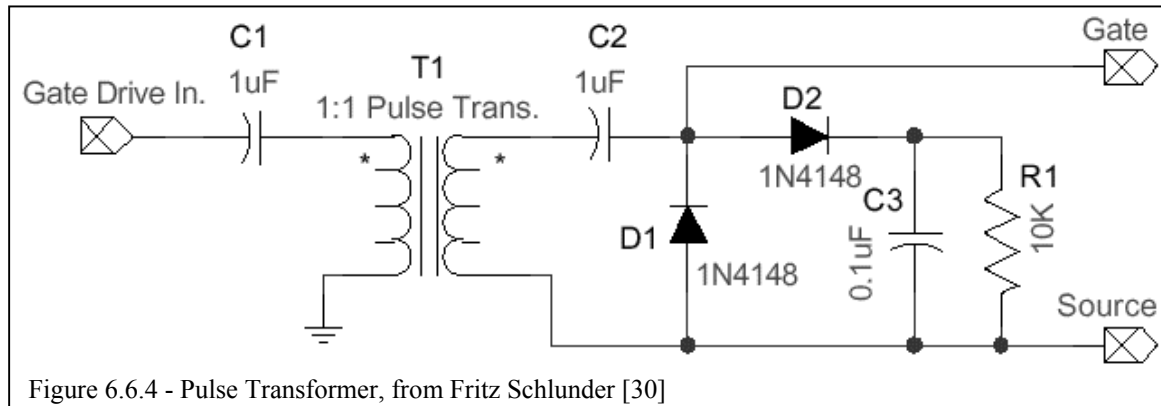 Gate
C1
C2
1uF
T1
1uF
D2
Gate Drive In.
1:1 Pulse Trans.
*
*
1N4148
C3
R1
D1
1N4148
0.1uF
10K
Source
Figure 6.6.4 - Pulse Transformer, from Fritz Schlunder [30]